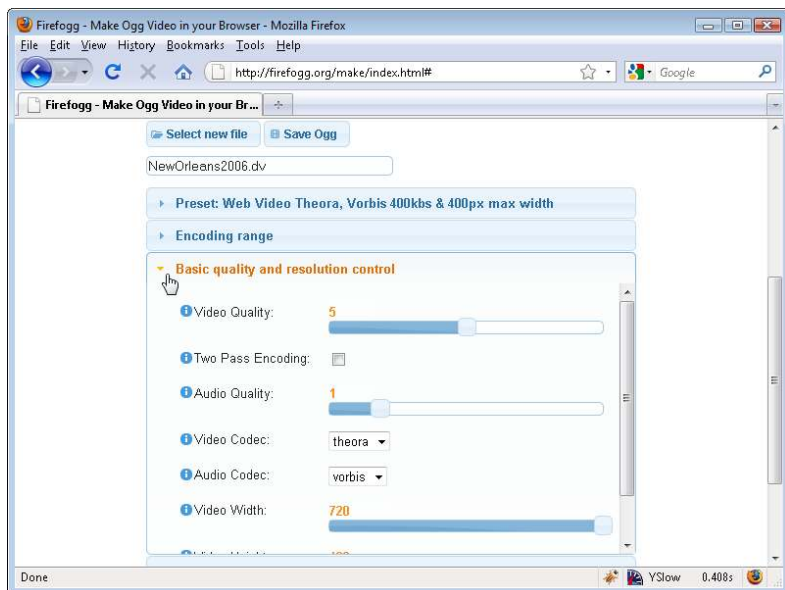 Firefogg - Make Ogg Video in your Browser - Mozilla Firefox
File Edit View History Bookmarks Tools Help
http://firefogg.org/make/index.html# Google
Firefogg - Make Ogg Video in your Br...
Select new file Save Ogg
NewOrleans2006.dv
Preset: Web Video Theora, Vorbis 400kbs & 400px max width
Encoding range
Basic quality and resolution control
Video Quality: 5
Two Pass Encoding:
Audio Quality: 1
Video Codec: theora
Audio Codec: vorbis
Video Width: 720
Done YSlow 0.408s